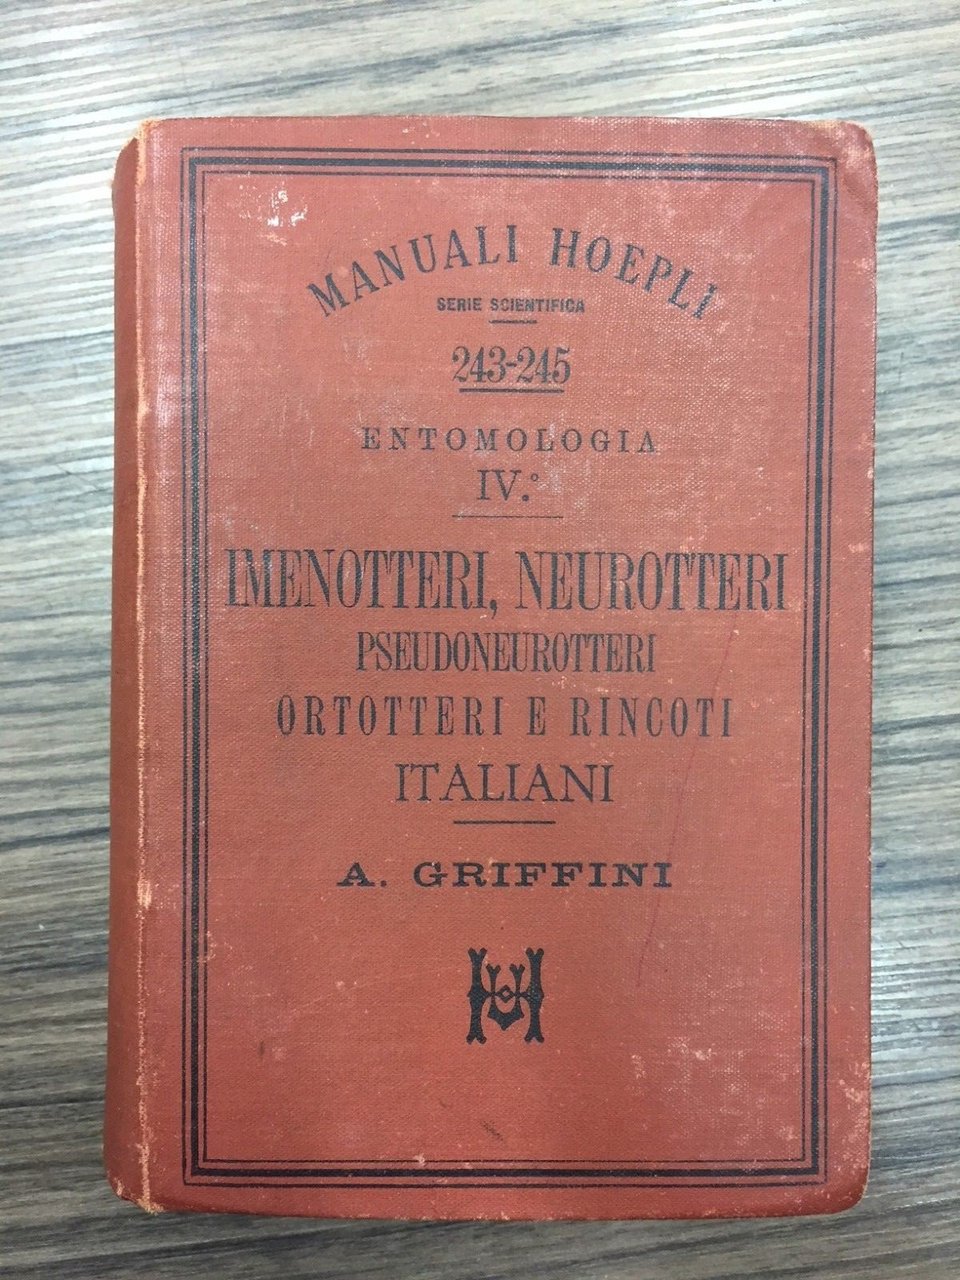 MANUALI HOEPLI
SERIE SCIENTIFICA
243-245
ENTOMOLOGIA
IV.°
IMENOTTERI, NEUROTTERI
PSEUDONEUROTTERI
ORTOTTERI E RINCOTI
ITALIANI
A. GRIFFINI